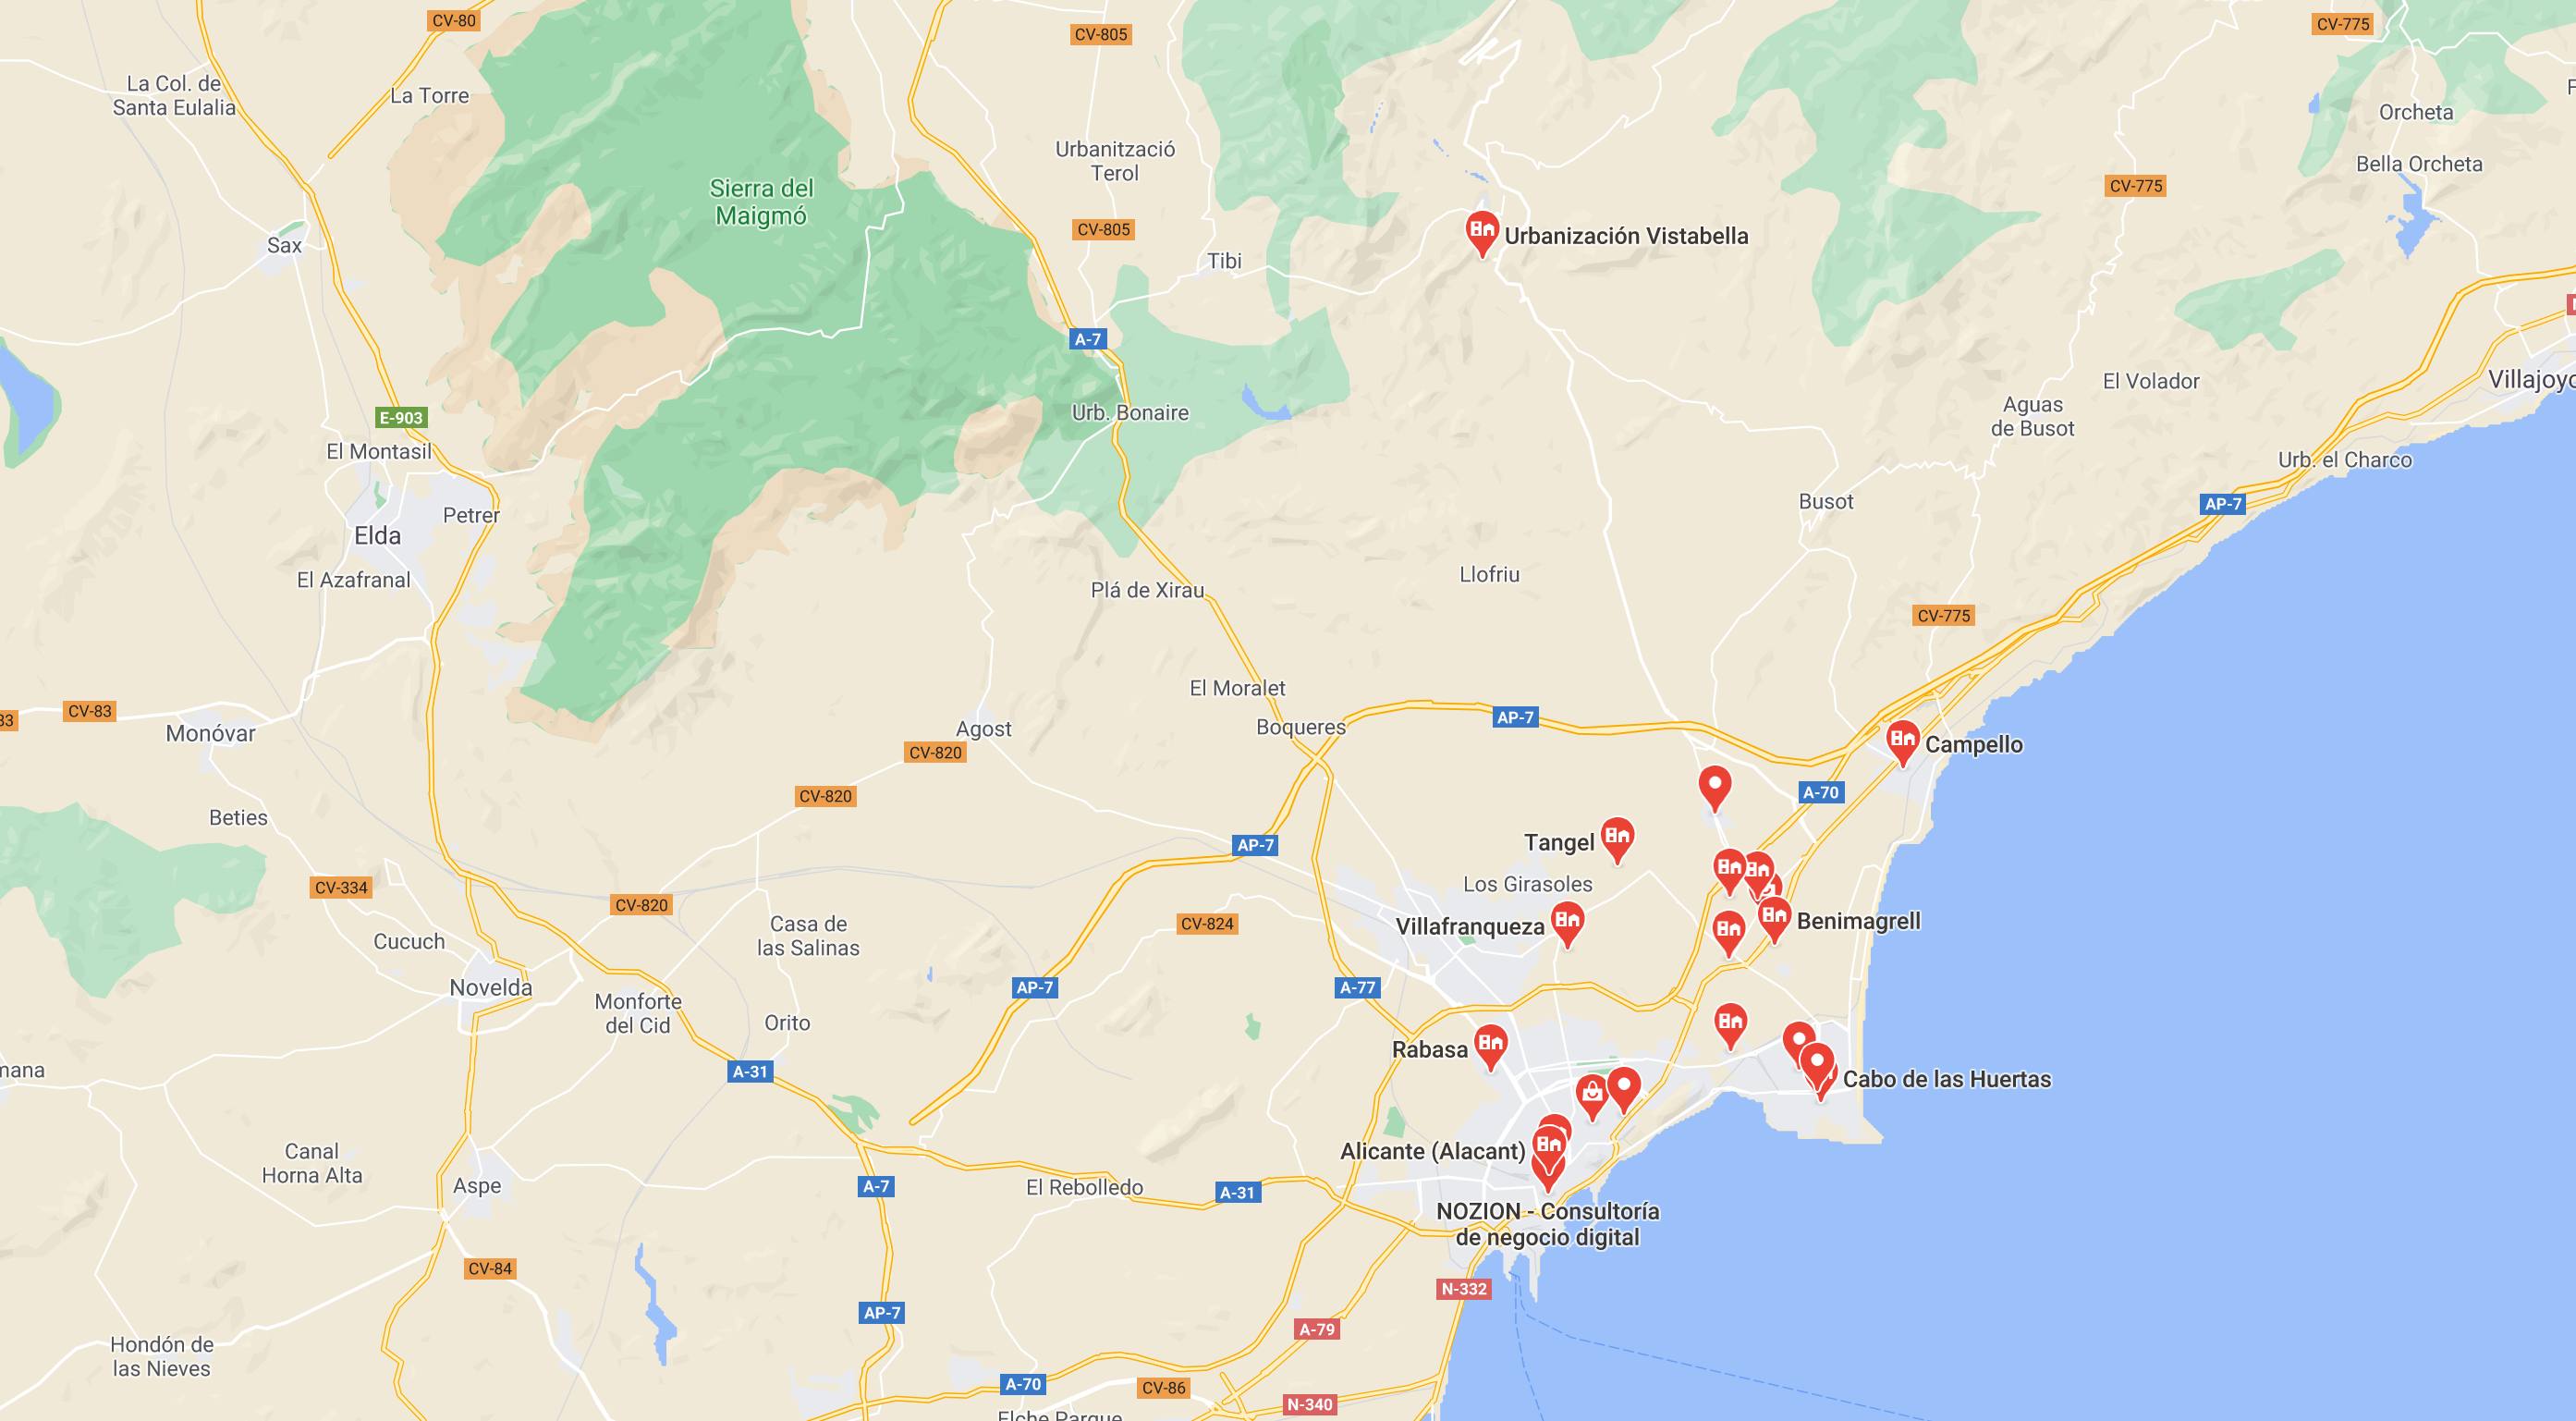 CV-80
CV-805
CV-775
La Col. de
Santa Eulalia
La Torre
Orcheta
Urbanització
Terol
Bella Orcheta
CV-775
Sierra del
Maigmó
CV-805
Urbanización Vistabella
Sax
Tibi
A-7
El Volador
Villajoyo
E-903
Urb. Bonaire
Aguas
de Busot
El Montasil
Urb. el Charco
Busot
AP-7
Petrer
Elda
El Azafranal
Llofriu
Plá de Xirau
CV-775
El Moralet
83
CV-83
Monóvar
Agost
Boqueres
AP-7
Campello
CV-820
A-70
CV-820
Beties
Tangel
AP-7
CV-334
Los Girasoles
CV-820
Casa de
las Salinas
CV-824
Villafranqueza
Benimagrell
Cucuch
Novelda
AP-7
A-77
Monforte
del Cid
Orito
Rabasa
mana
A-31
Cabo de las Huertas
Canal
Horna Alta
Alicante (Alacant)
Aspe
A-7
El Rebolledo
A-31
NOZION - Consultoría
de negocio digital
CV-84
N-332
AP-7
A-79
Hondón de
las Nieves
A-70
CV-86
N-340
Elche Parque